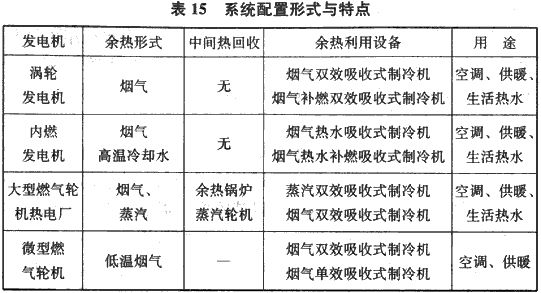 表 15 系统配置形式与特点
发电机 余热形式 中间热回收 余热利用设备 用 途
涡轮
发电机
烟气
无
烟气双效吸收式制冷机
烟气补燃双效吸收式制冷机
空调、供暖、
生活热水
内燃
发电机
烟气
高温冷却水
无
烟气热水吸收式制冷机
烟气热水补燃吸收式制冷机
空调、供暖、
生活热水
大型燃气轮
机热电厂
烟气、
蒸汽
余热锅炉
蒸汽轮机
蒸汽双效吸收式制冷机
烟气双效吸收式制冷机
空调、供暖、
生活热水
微型燃
气轮机
低温烟气
—
烟气双效吸收式制冷机
烟气单效吸收式制冷机
空调、供暖